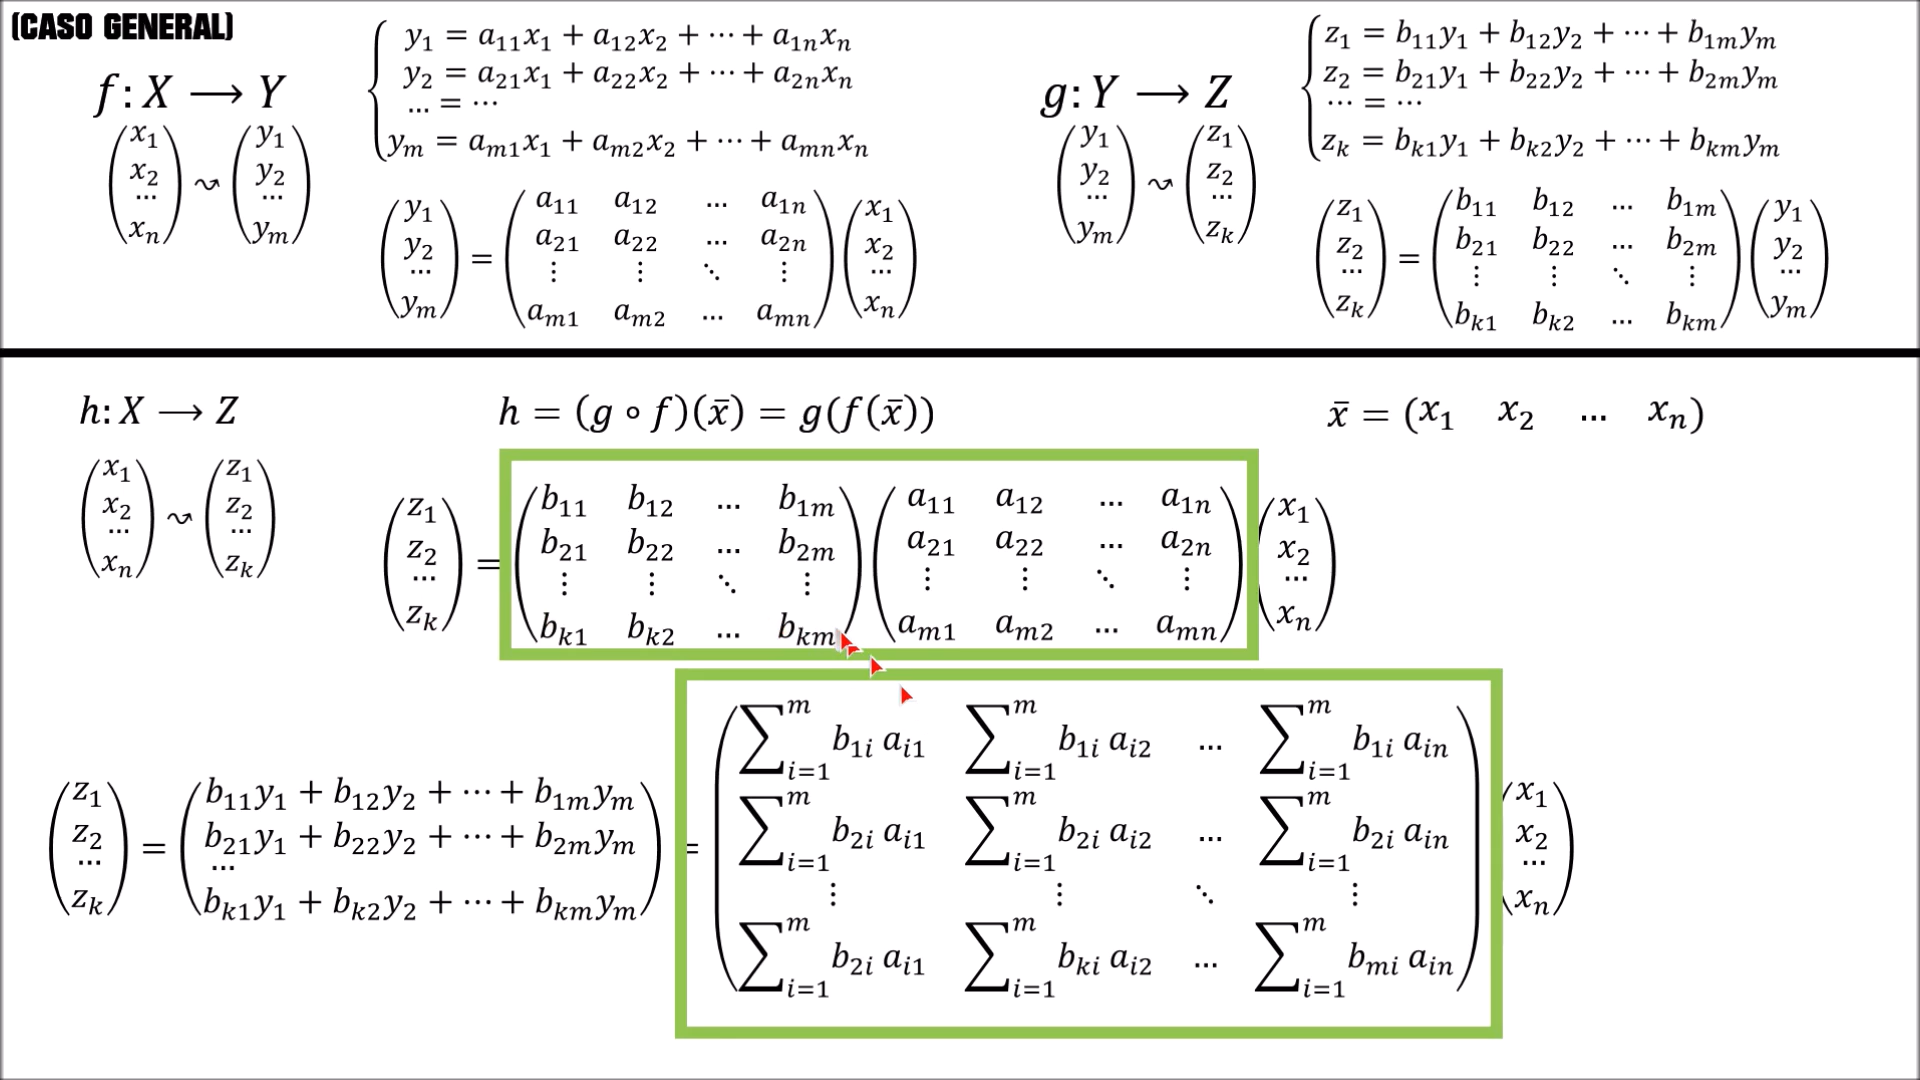 (CASO GENERAL)
f: X ⟶ Y
(x₁ x₂ … xₙ) ⤳ (y₁ y₂ … yₘ)
y₁ = a₁₁x₁ + a₁₂x₂ + ⋯ + a₁ₙxₙ
y₂ = a₂₁x₁ + a₂₂x₂ + ⋯ + a₂ₙxₙ
… = ⋯
yₘ = aₘ₁x₁ + aₘ₂x₂ + ⋯ + aₘₙxₙ
(y₁ y₂ … yₘ) = (a₁₁ a₁₂ … a₁ₙ
a₂₁ a₂₂ … a₂ₙ
⋮ ⋮ ⋱ ⋮
aₘ₁ aₘ₂ … aₘₙ) (x₁ x₂ … xₙ)
g: Y ⟶ Z
(y₁ y₂ … yₘ) ⤳ (z₁ z₂ … zₖ)
z₁ = b₁₁y₁ + b₁₂y₂ + ⋯ + b₁ₘyₘ
z₂ = b₂₁y₁ + b₂₂y₂ + ⋯ + b₂ₘyₘ
⋯ = ⋯
zₖ = bₖ₁y₁ + bₖ₂y₂ + ⋯ + bₖₘyₘ
(z₁ z₂ … zₖ) = (b₁₁ b₁₂ … b₁ₘ
b₂₁ b₂₂ … b₂ₘ
⋮ ⋮ ⋱ ⋮
bₖ₁ bₖ₂ … bₖₘ) (y₁ y₂ … yₘ)
h: X ⟶ Z
(x₁ x₂ … xₙ) ⤳ (z₁ z₂ … zₖ)
h = (g ∘ f)(x̄) = g(f(x̄))
x̄ = (x₁ x₂ … xₙ)
(z₁ z₂ … zₖ) = (b₁₁ b₁₂ … b₁ₘ
b₂₁ b₂₂ … b₂ₘ
⋮ ⋮ ⋱ ⋮
bₖ₁ bₖ₂ … bₖₘ) (a₁₁ a₁₂ … a₁ₙ
a₂₁ a₂₂ … a₂ₙ
⋮ ⋮ ⋱ ⋮
aₘ₁ aₘ₂ … aₘₙ) (x₁ x₂ … xₙ)
(z₁ z₂ … zₖ) = (b₁₁y₁ + b₁₂y₂ + ⋯ + b₁ₘyₘ
b₂₁y₁ + b₂₂y₂ + ⋯ + b₂ₘyₘ
…
bₖ₁y₁ + bₖ₂y₂ + ⋯ + bₖₘyₘ)
= (∑ᵢ₌₁ᵐ b₁ᵢ aᵢ₁ ∑ᵢ₌₁ᵐ b₁ᵢ aᵢ₂ … ∑ᵢ₌₁ᵐ b₁ᵢ aᵢₙ
∑ᵢ₌₁ᵐ b₂ᵢ aᵢ₁ ∑ᵢ₌₁ᵐ b₂ᵢ aᵢ₂ … ∑ᵢ₌₁ᵐ b₂ᵢ aᵢₙ
⋮ ⋮ ⋱ ⋮
∑ᵢ₌₁ᵐ b₂ᵢ aᵢ₁ ∑ᵢ₌₁ᵐ bₖᵢ aᵢ₂ … ∑ᵢ₌₁ᵐ bₘᵢ aᵢₙ) (x₁ x₂ … xₙ)